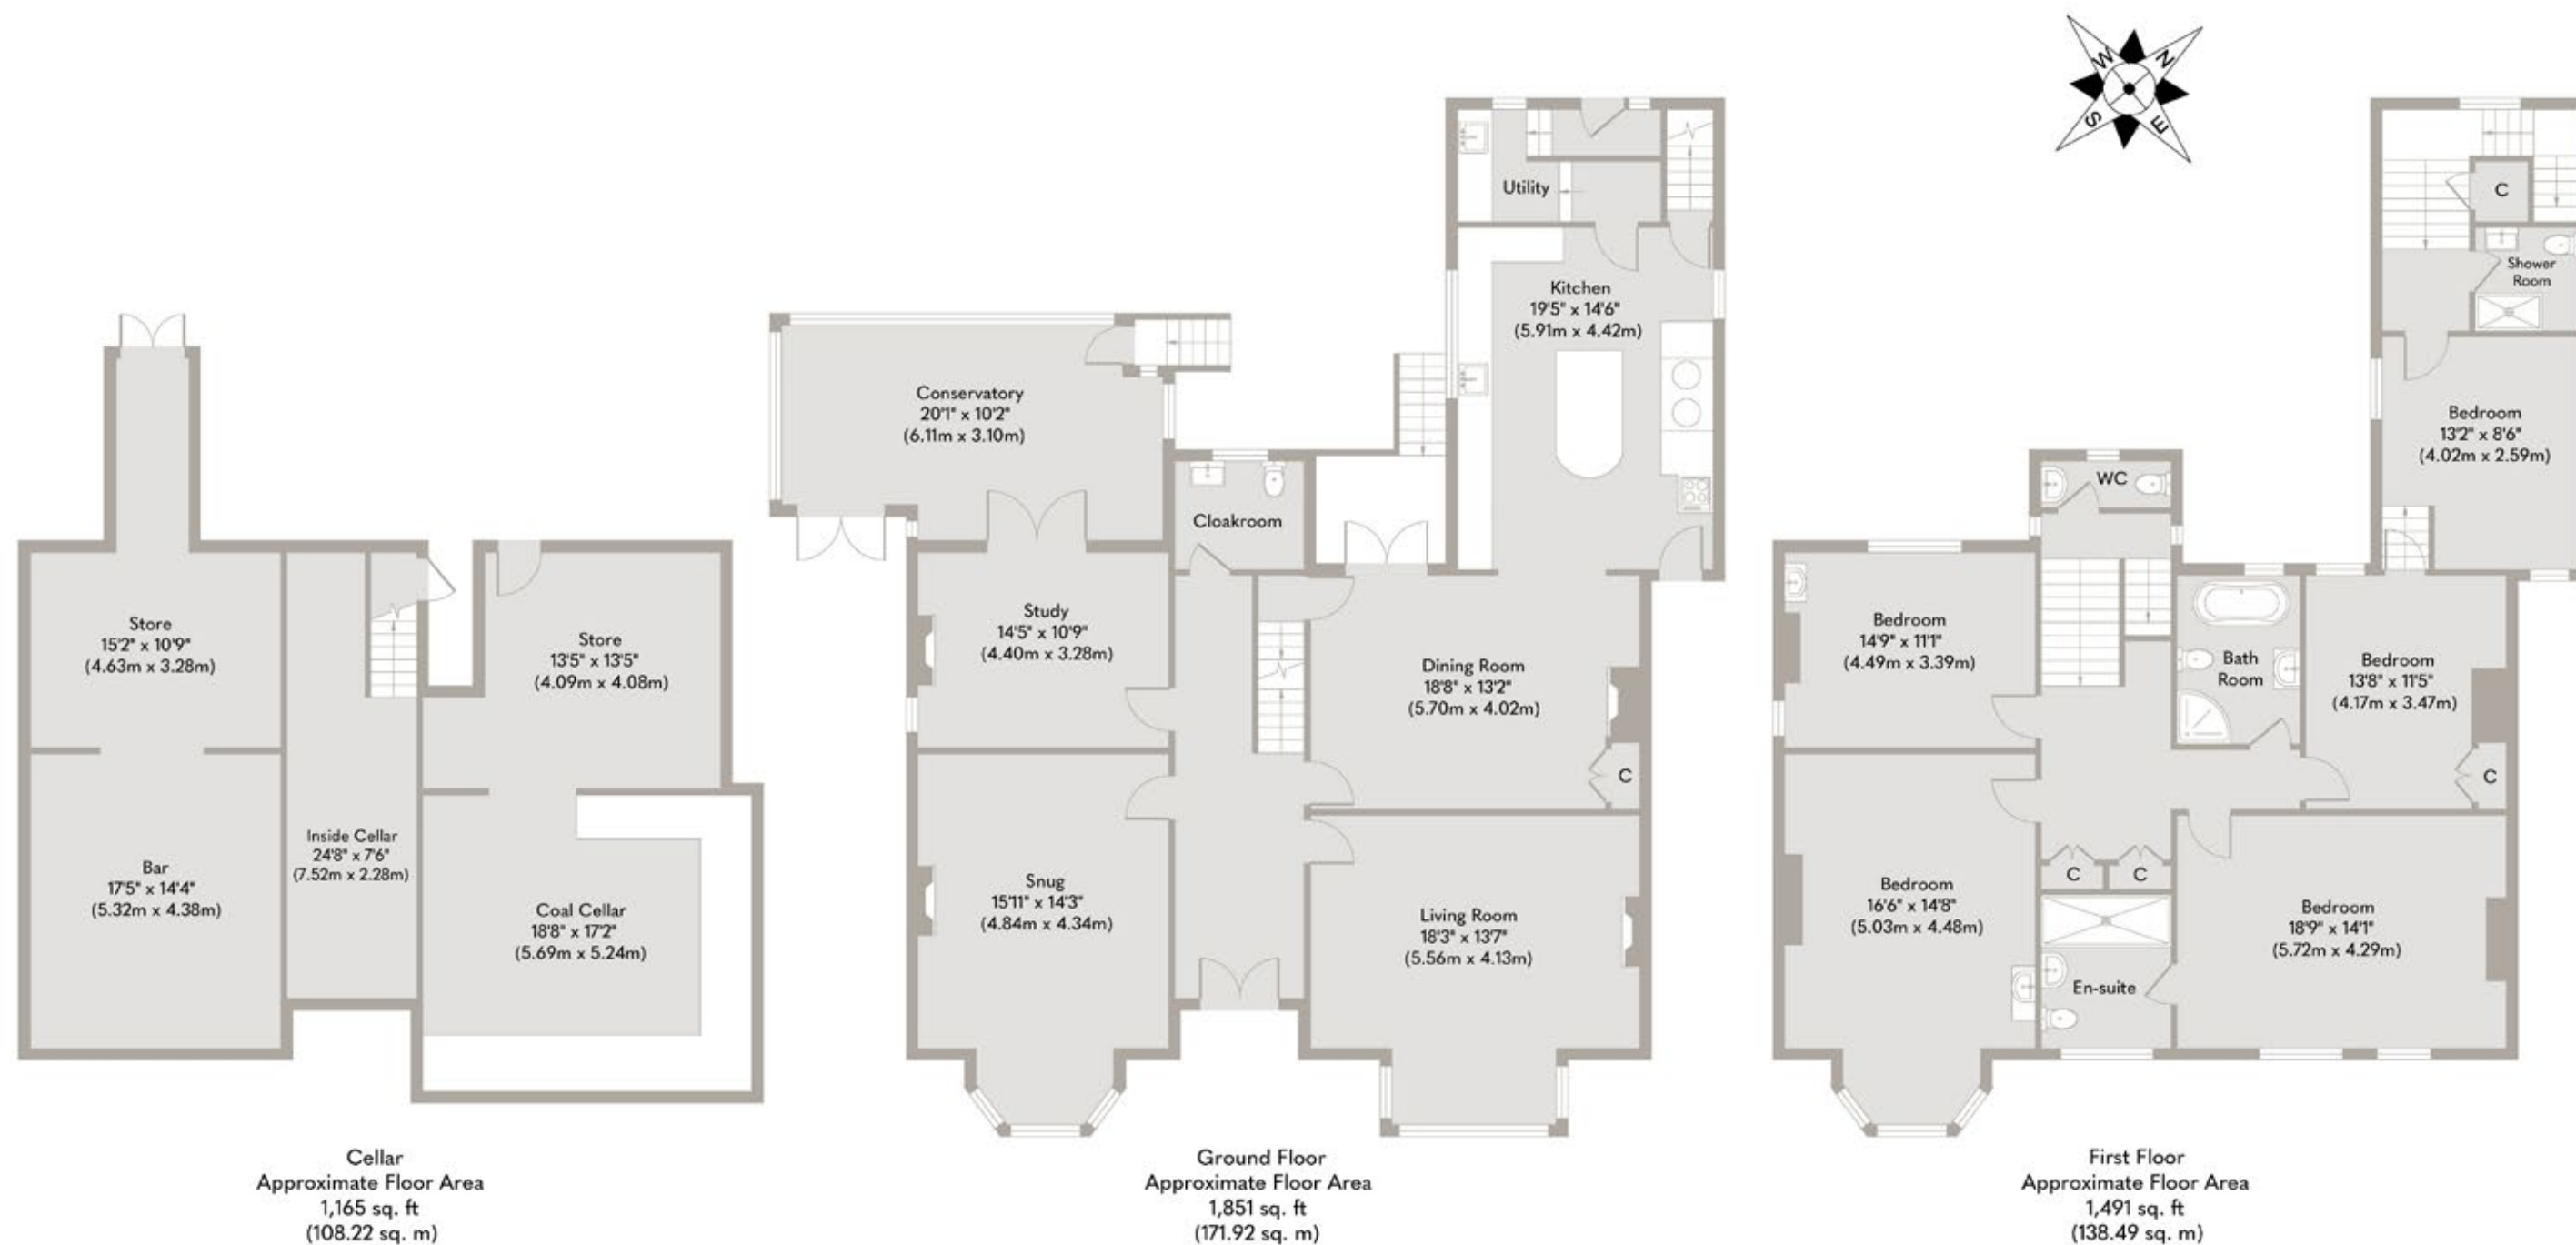 Store
15'2" x 10'9"
(4.63m x 3.28m)
Bar
17'5" x 14'4"
(5.32m x 4.38m)
Inside Cellar
24'8" x 7'6"
(7.52m x 2.28m)
Store
13'5" x 13'5"
(4.09m x 4.08m)
Coal Cellar
18'8" x 17'2"
(5.69m x 5.24m)
Cellar
Approximate Floor Area
1,165 sq. ft
(108.22 sq. m)
Utility
Kitchen
19'5" x 14'6"
(5.91m x 4.42m)
Conservatory
20'1" x 10'2"
(6.11m x 3.10m)
Cloakroom
Study
14'5" x 10'9"
(4.40m x 3.28m)
Dining Room
18'8" x 13'2"
(5.70m x 4.02m)
C
Snug
15'11" x 14'3"
(4.84m x 4.34m)
Living Room
18'3" x 13'7"
(5.56m x 4.13m)
Ground Floor
Approximate Floor Area
1,851 sq. ft
(171.92 sq. m)
W
N
S
E
C
Shower
Room
Bedroom
13'2" x 8'6"
(4.02m x 2.59m)
WC
Bedroom
14'9" x 11'1"
(4.49m x 3.39m)
Bath
Room
Bedroom
13'8" x 11'5"
(4.17m x 3.47m)
C
C
C
Bedroom
16'6" x 14'8"
(5.03m x 4.48m)
En-suite
Bedroom
18'9" x 14'1"
(5.72m x 4.29m)
First Floor
Approximate Floor Area
1,491 sq. ft
(138.49 sq. m)